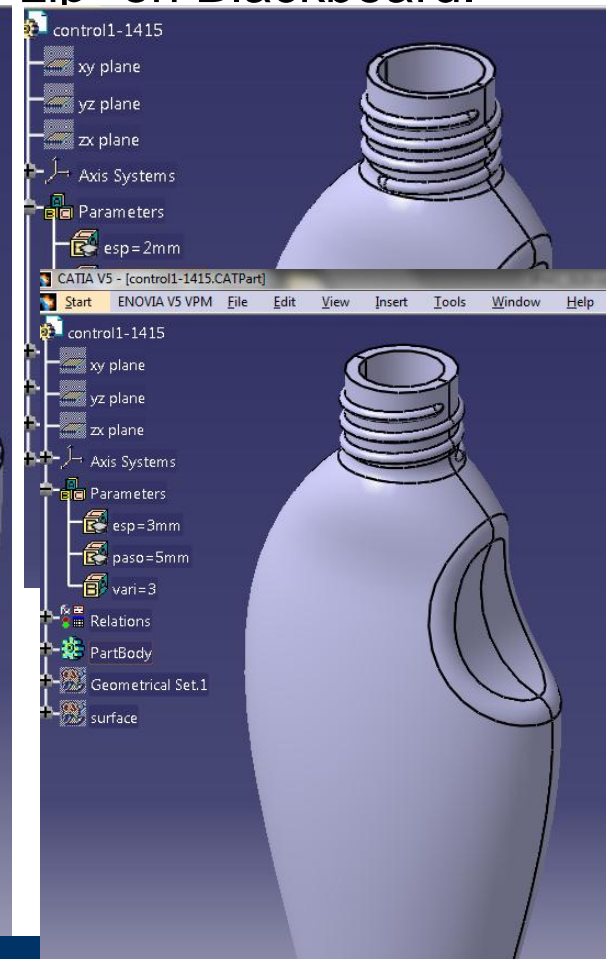 control1-1415
xy plane
yz plane
zx plane
Axis Systems
Parameters
esp=2mm
CATIA V5 - [control1-1415.CATPart]
Start ENOVIA V5 VPM File Edit View Insert Tools Window Help
control1-1415
xy plane
yz plane
zx plane
Axis Systems
Parameters
esp=3mm
paso=5mm
vari=3
Relations
PartBody
Geometrical Set.1
surface